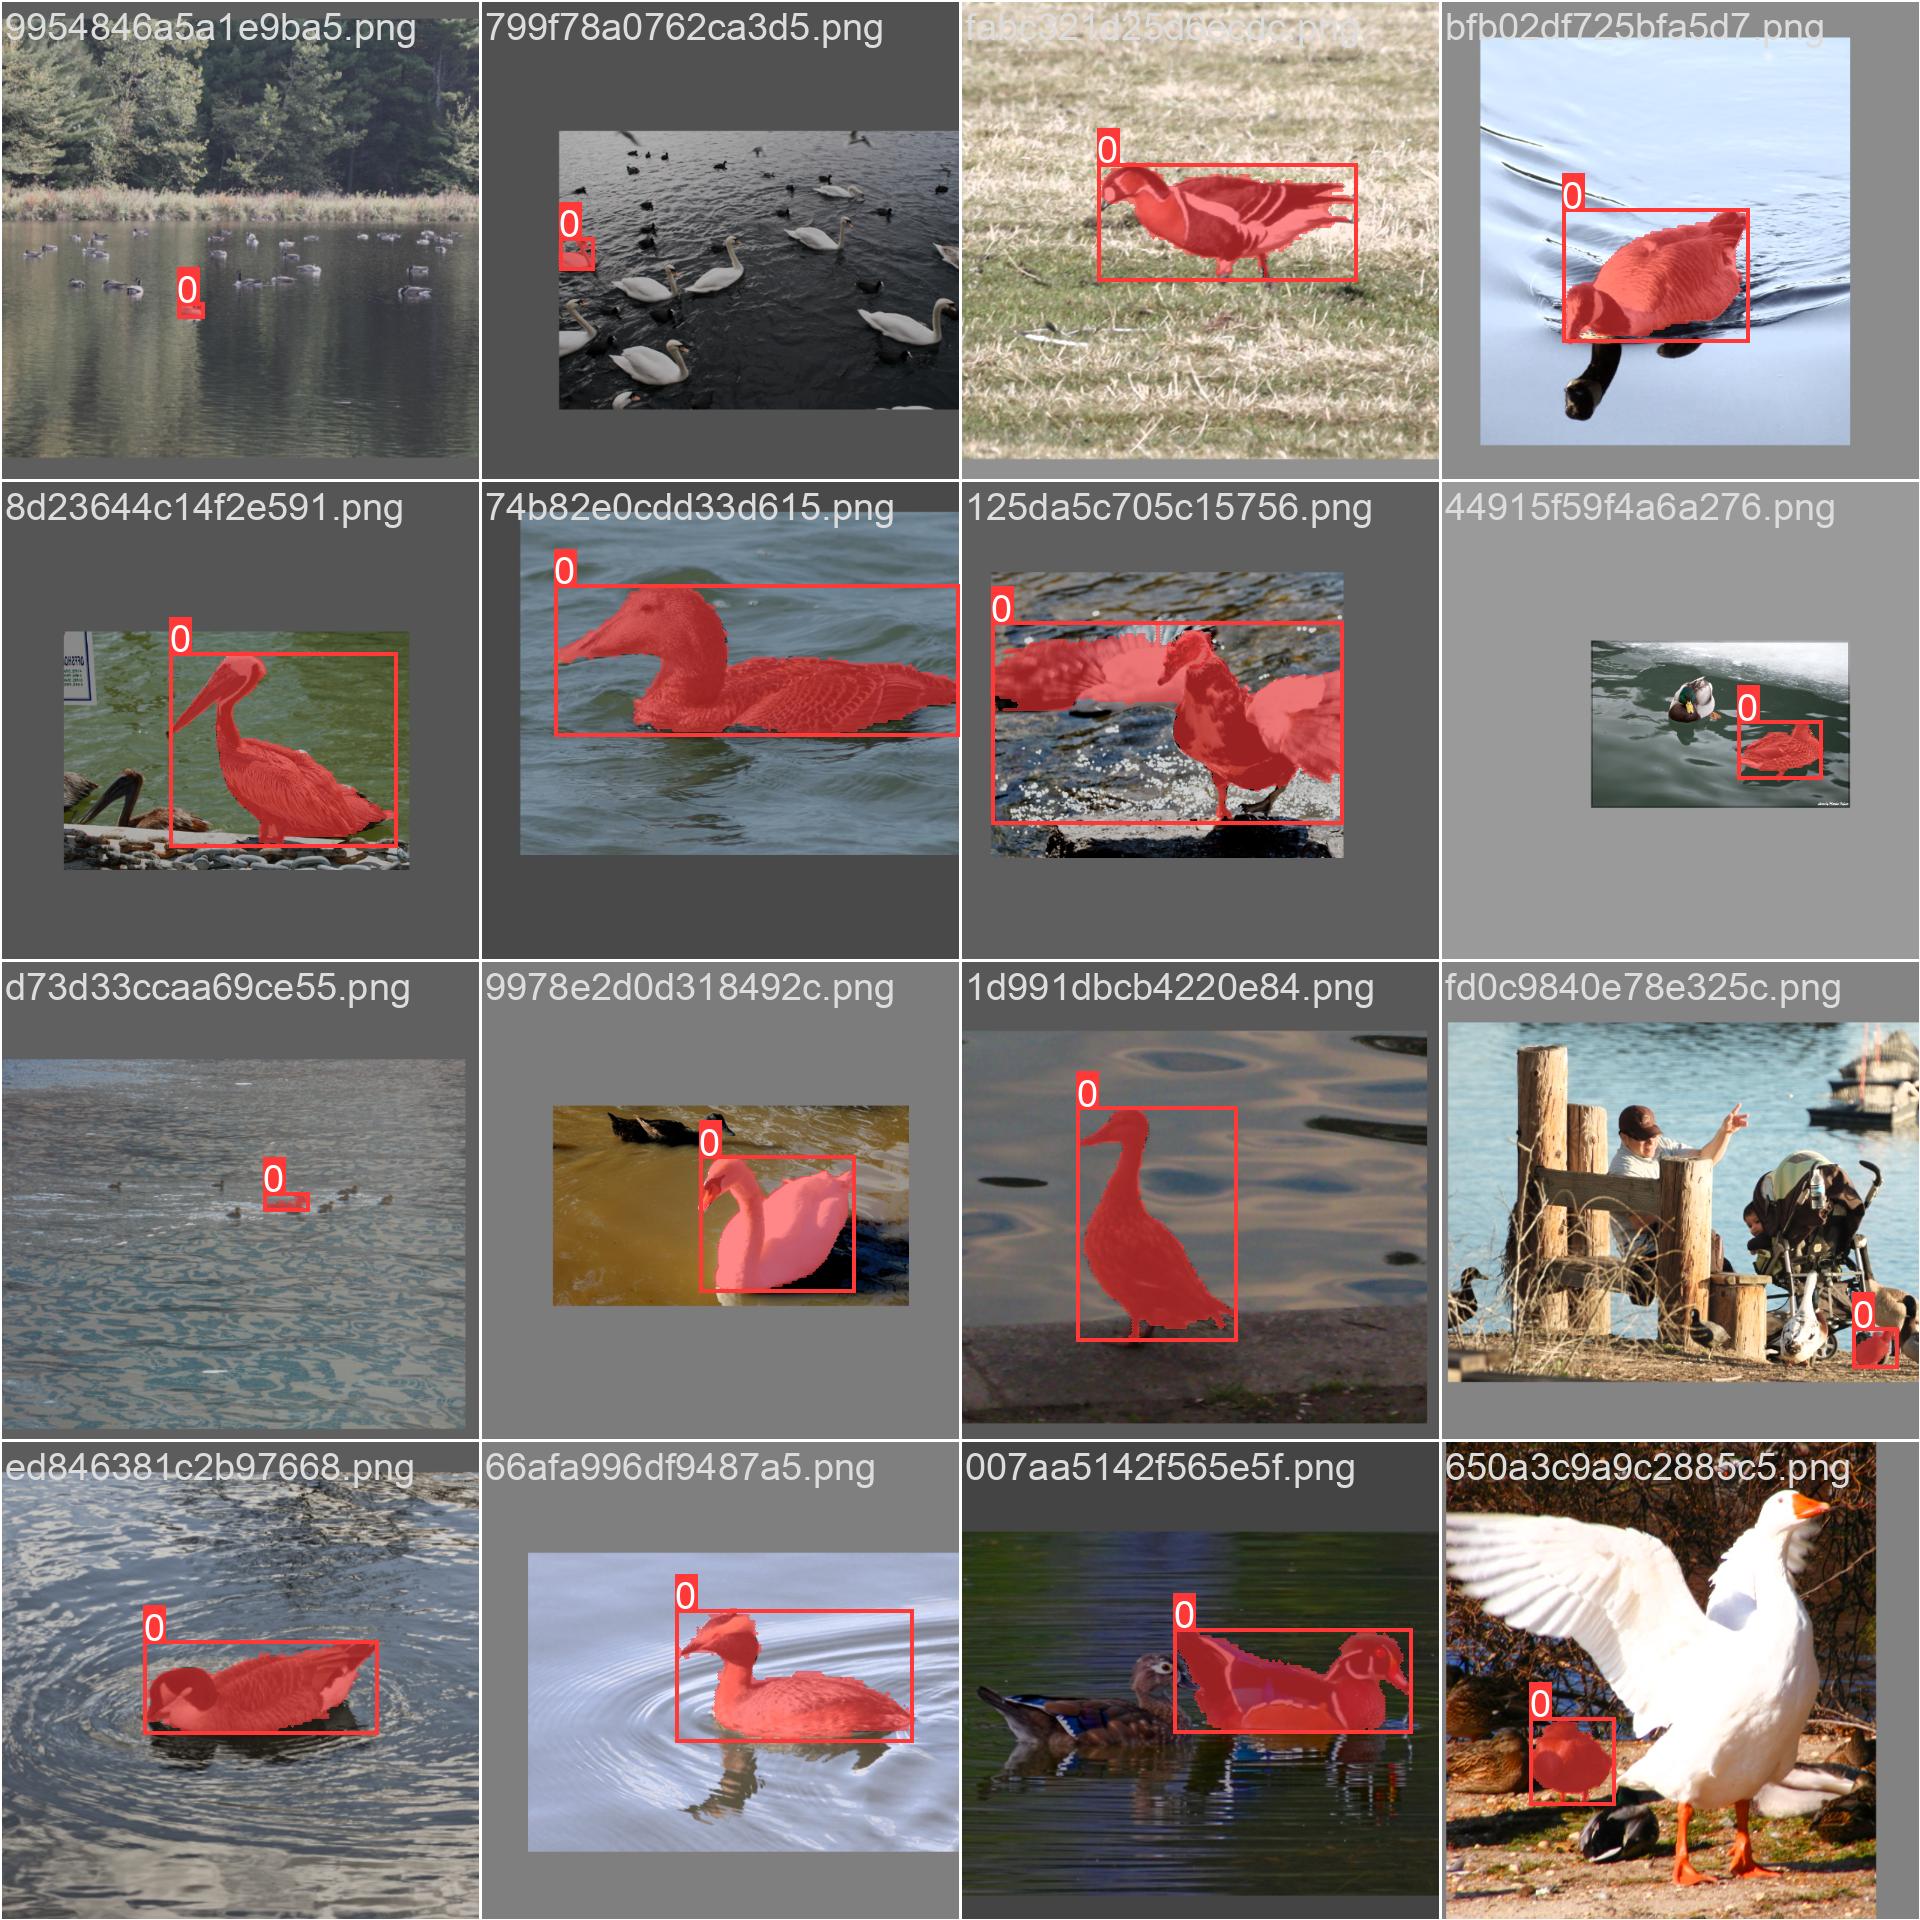 9954846a5a1e9ba5.png
799f78a0762ca3d5.png
fabc321d25d6ecdc.png
bfb02df725bfa5d7.png
0
0
0
0
8d23644c14f2e591.png
74b82e0cdd33d615.png
125da5c705c15756.png
44915f59f4a6a276.png
0
0
0
0
d73d33ccaa69ce55.png
9978e2d0d318492c.png
1d991dbcb4220e84.png
fd0c9840e78e325c.png
0
0
0
0
ed846381c2b97668.png
66afa996df9487a5.png
007aa5142f565e5f.png
650a3c9a9c2885c5.png
0
0
0
0